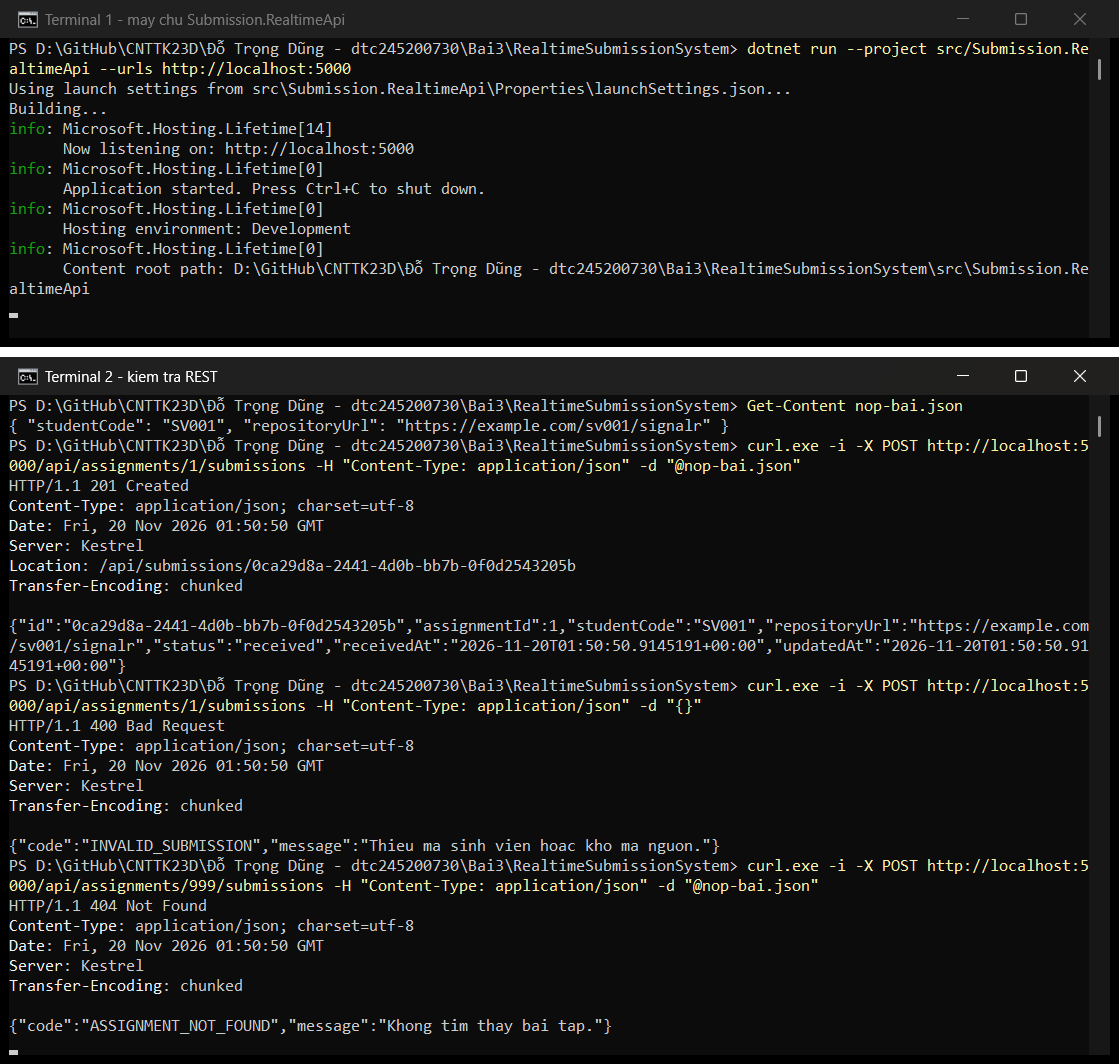 Terminal 1 - may chu Submission.RealtimeApi
PS D:\GitHub\CNTTK23D\Đỗ Trọng Dũng - dtc245200730\Bai3\RealtimeSubmissionSystem> dotnet run --project src/Submission.Re
altimeApi --urls http://localhost:5000
Using launch settings from src\Submission.RealtimeApi\Properties\launchSettings.json...
Building...
info: Microsoft.Hosting.Lifetime[14]
      Now listening on: http://localhost:5000
info: Microsoft.Hosting.Lifetime[0]
      Application started. Press Ctrl+C to shut down.
info: Microsoft.Hosting.Lifetime[0]
      Hosting environment: Development
info: Microsoft.Hosting.Lifetime[0]
      Content root path: D:\GitHub\CNTTK23D\Đỗ Trọng Dũng - dtc245200730\Bai3\RealtimeSubmissionSystem\src\Submission.Re
altimeApi
Terminal 2 - kiem tra REST
PS D:\GitHub\CNTTK23D\Đỗ Trọng Dũng - dtc245200730\Bai3\RealtimeSubmissionSystem> Get-Content nop-bai.json
{ "studentCode": "SV001", "repositoryUrl": "https://example.com/sv001/signalr" }
PS D:\GitHub\CNTTK23D\Đỗ Trọng Dũng - dtc245200730\Bai3\RealtimeSubmissionSystem> curl.exe -i -X POST http://localhost:5
000/api/assignments/1/submissions -H "Content-Type: application/json" -d "@nop-bai.json"
HTTP/1.1 201 Created
Content-Type: application/json; charset=utf-8
Date: Fri, 20 Nov 2026 01:50:50 GMT
Server: Kestrel
Location: /api/submissions/0ca29d8a-2441-4d0b-bb7b-0f0d2543205b
Transfer-Encoding: chunked

{"id":"0ca29d8a-2441-4d0b-bb7b-0f0d2543205b","assignmentId":1,"studentCode":"SV001","repositoryUrl":"https://example.com
/sv001/signalr","status":"received","receivedAt":"2026-11-20T01:50:50.9145191+00:00","updatedAt":"2026-11-20T01:50:50.91
45191+00:00"}
PS D:\GitHub\CNTTK23D\Đỗ Trọng Dũng - dtc245200730\Bai3\RealtimeSubmissionSystem> curl.exe -i -X POST http://localhost:5
000/api/assignments/1/submissions -H "Content-Type: application/json" -d "{}"
HTTP/1.1 400 Bad Request
Content-Type: application/json; charset=utf-8
Date: Fri, 20 Nov 2026 01:50:50 GMT
Server: Kestrel
Transfer-Encoding: chunked

{"code":"INVALID_SUBMISSION","message":"Thieu ma sinh vien hoac kho ma nguon."}
PS D:\GitHub\CNTTK23D\Đỗ Trọng Dũng - dtc245200730\Bai3\RealtimeSubmissionSystem> curl.exe -i -X POST http://localhost:5
000/api/assignments/999/submissions -H "Content-Type: application/json" -d "@nop-bai.json"
HTTP/1.1 404 Not Found
Content-Type: application/json; charset=utf-8
Date: Fri, 20 Nov 2026 01:50:50 GMT
Server: Kestrel
Transfer-Encoding: chunked

{"code":"ASSIGNMENT_NOT_FOUND","message":"Khong tim thay bai tap."}